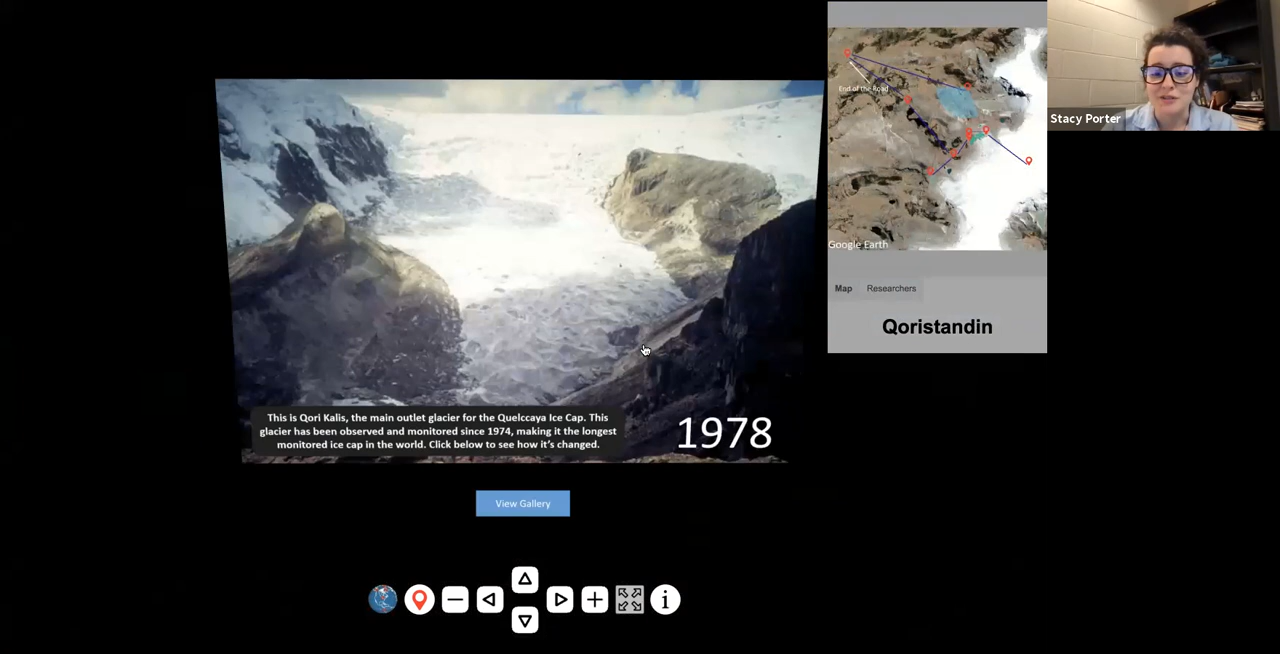 This is Qori Kalis, the main outlet glacier for the Quelccaya Ice Cap. This
glacier has been observed and monitored since 1974, making it the longest
monitored ice cap in the world. Click below to see how it's changed.
1978
View Gallery
i
End of the Road
Google Earth
Map
Researchers
Qoristandin
Stacy Porter